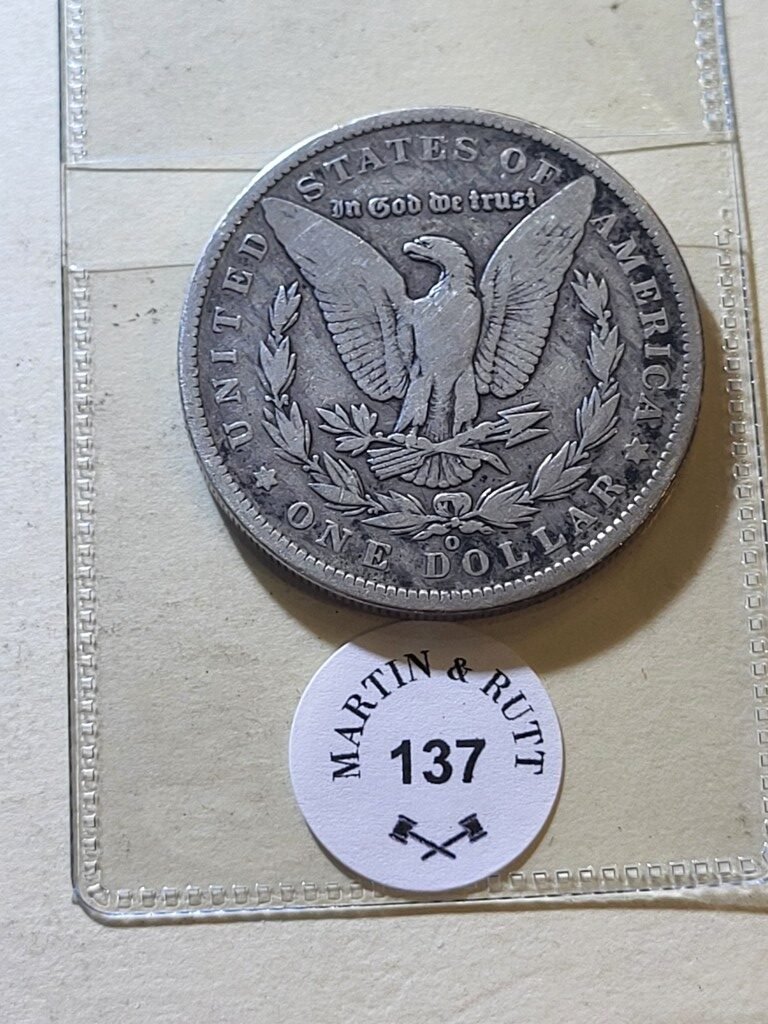 UNITED STATES OF AMERICA
In God we trust
O
ONE DOLLAR
MARTIN & RUTT
137